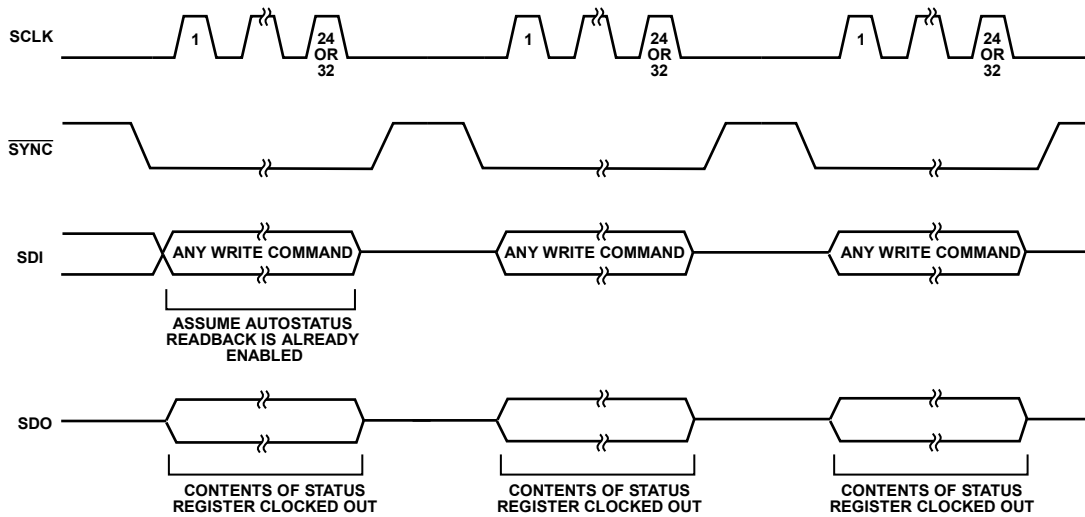 SCLK
1
24
OR
32
1
24
OR
32
1
24
OR
32
SYNC
SDI
ANY WRITE COMMAND
ANY WRITE COMMAND
ANY WRITE COMMAND
ASSUME AUTOSTATUS
READBACK IS ALREADY
ENABLED
SDO
CONTENTS OF STATUS
REGISTER CLOCKED OUT
CONTENTS OF STATUS
REGISTER CLOCKED OUT
CONTENTS OF STATUS
REGISTER CLOCKED OUT